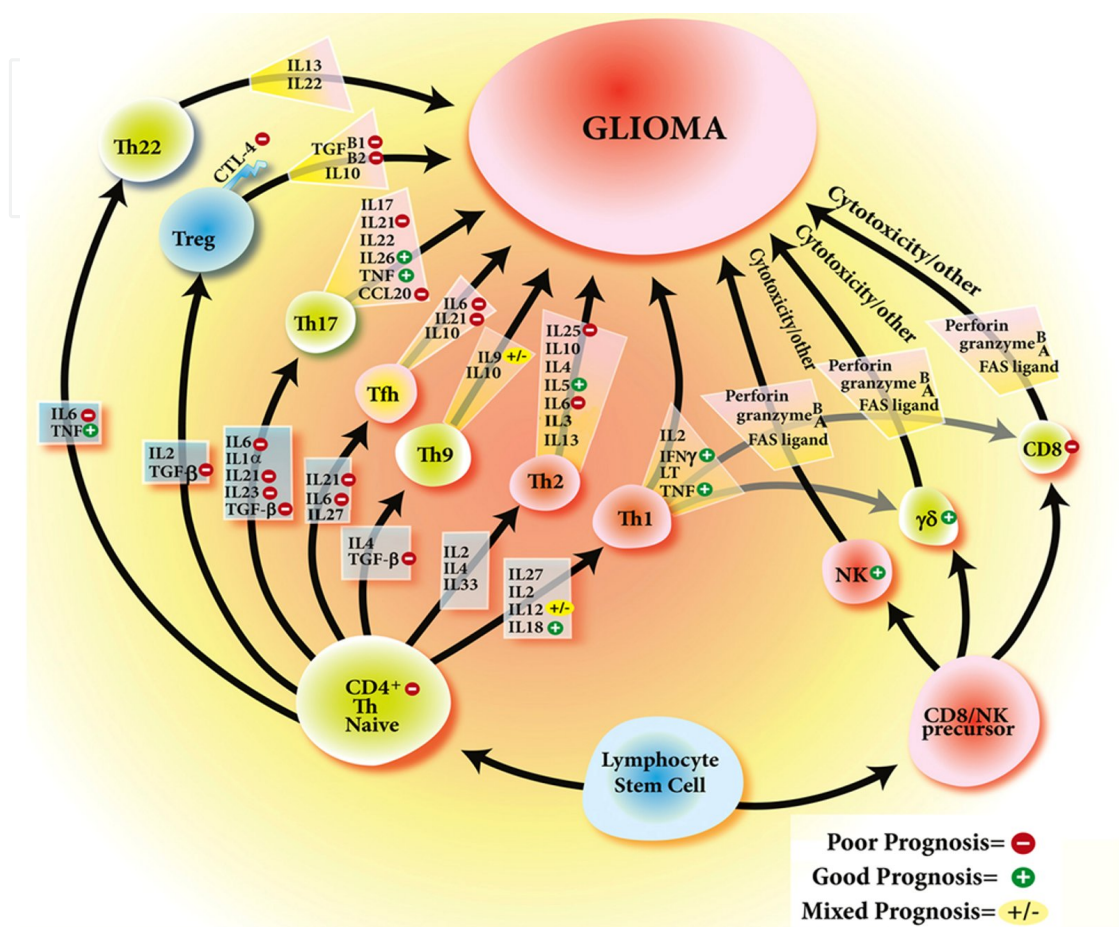 GLIOMA
IL13
IL22
Th22
CTL-4 -
TGF B1 -
B2 -
IL10
Treg
IL17
IL21 -
IL22
IL26 +
TNF +
CCL20 -
Th17
IL6 -
IL21 -
IL10
Tfh
IL9 +/-
IL10
Th9
IL25 -
IL10
IL4
IL5 +
IL6 -
IL3
IL13
Th2
IL2
IFNγ +
LT
TNF +
Th1
Cytotoxicity/other
Cytotoxicity/other
Cytotoxicity/other
Perforin
granzyme B
A
FAS ligand
Perforin
granzyme B
A
FAS ligand
Perforin
granzyme B
A
FAS ligand
CD8 -
γδ +
NK +
IL6 -
TNF +
IL2
TGF-β -
IL6 -
IL1α
IL21 -
IL23 -
TGF-β -
IL21 -
IL6 -
IL27
IL4
TGF-β -
IL2
IL4
IL33
IL27
IL2
IL12 +/-
IL18 +
CD4+ -
Th
Naive
Lymphocyte
Stem Cell
CD8/NK
precursor
Poor Prognosis= -
Good Prognosis= +
Mixed Prognosis= +/-